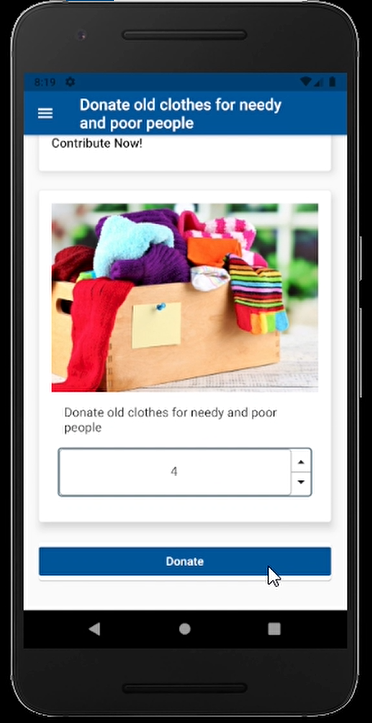 8:19
Donate old clothes for needy
and poor people
Contribute Now!
Donate old clothes for needy and poor
people
4
Donate